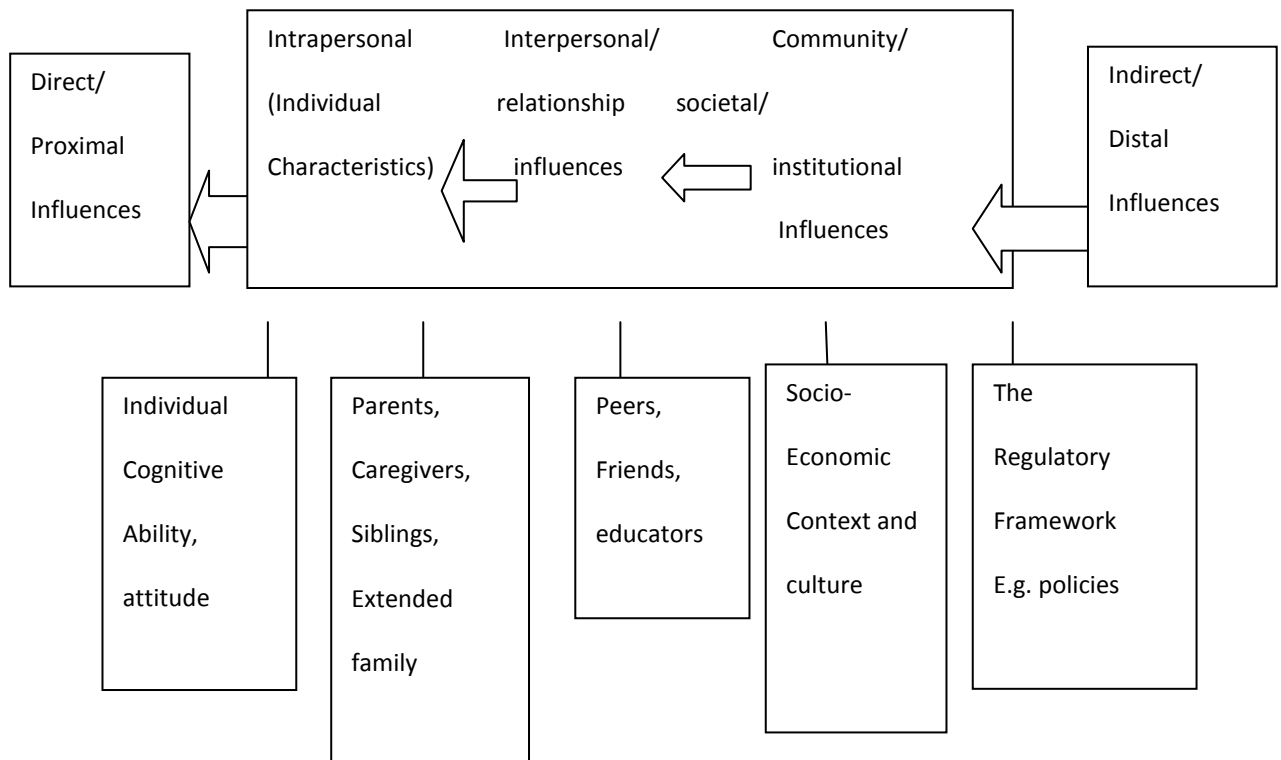 Direct/
Proximal
Influences
Intrapersonal
(Individual
Characteristics)
Interpersonal/
relationship
influences
Community/
societal/
institutional
Influences
Indirect/
Distal
Influences
Individual
Cognitive
Ability,
attitude
Parents,
Caregivers,
Siblings,
Extended
family
Peers,
Friends,
educators
Socio-
Economic
Context and
culture
The
Regulatory
Framework
E.g. policies